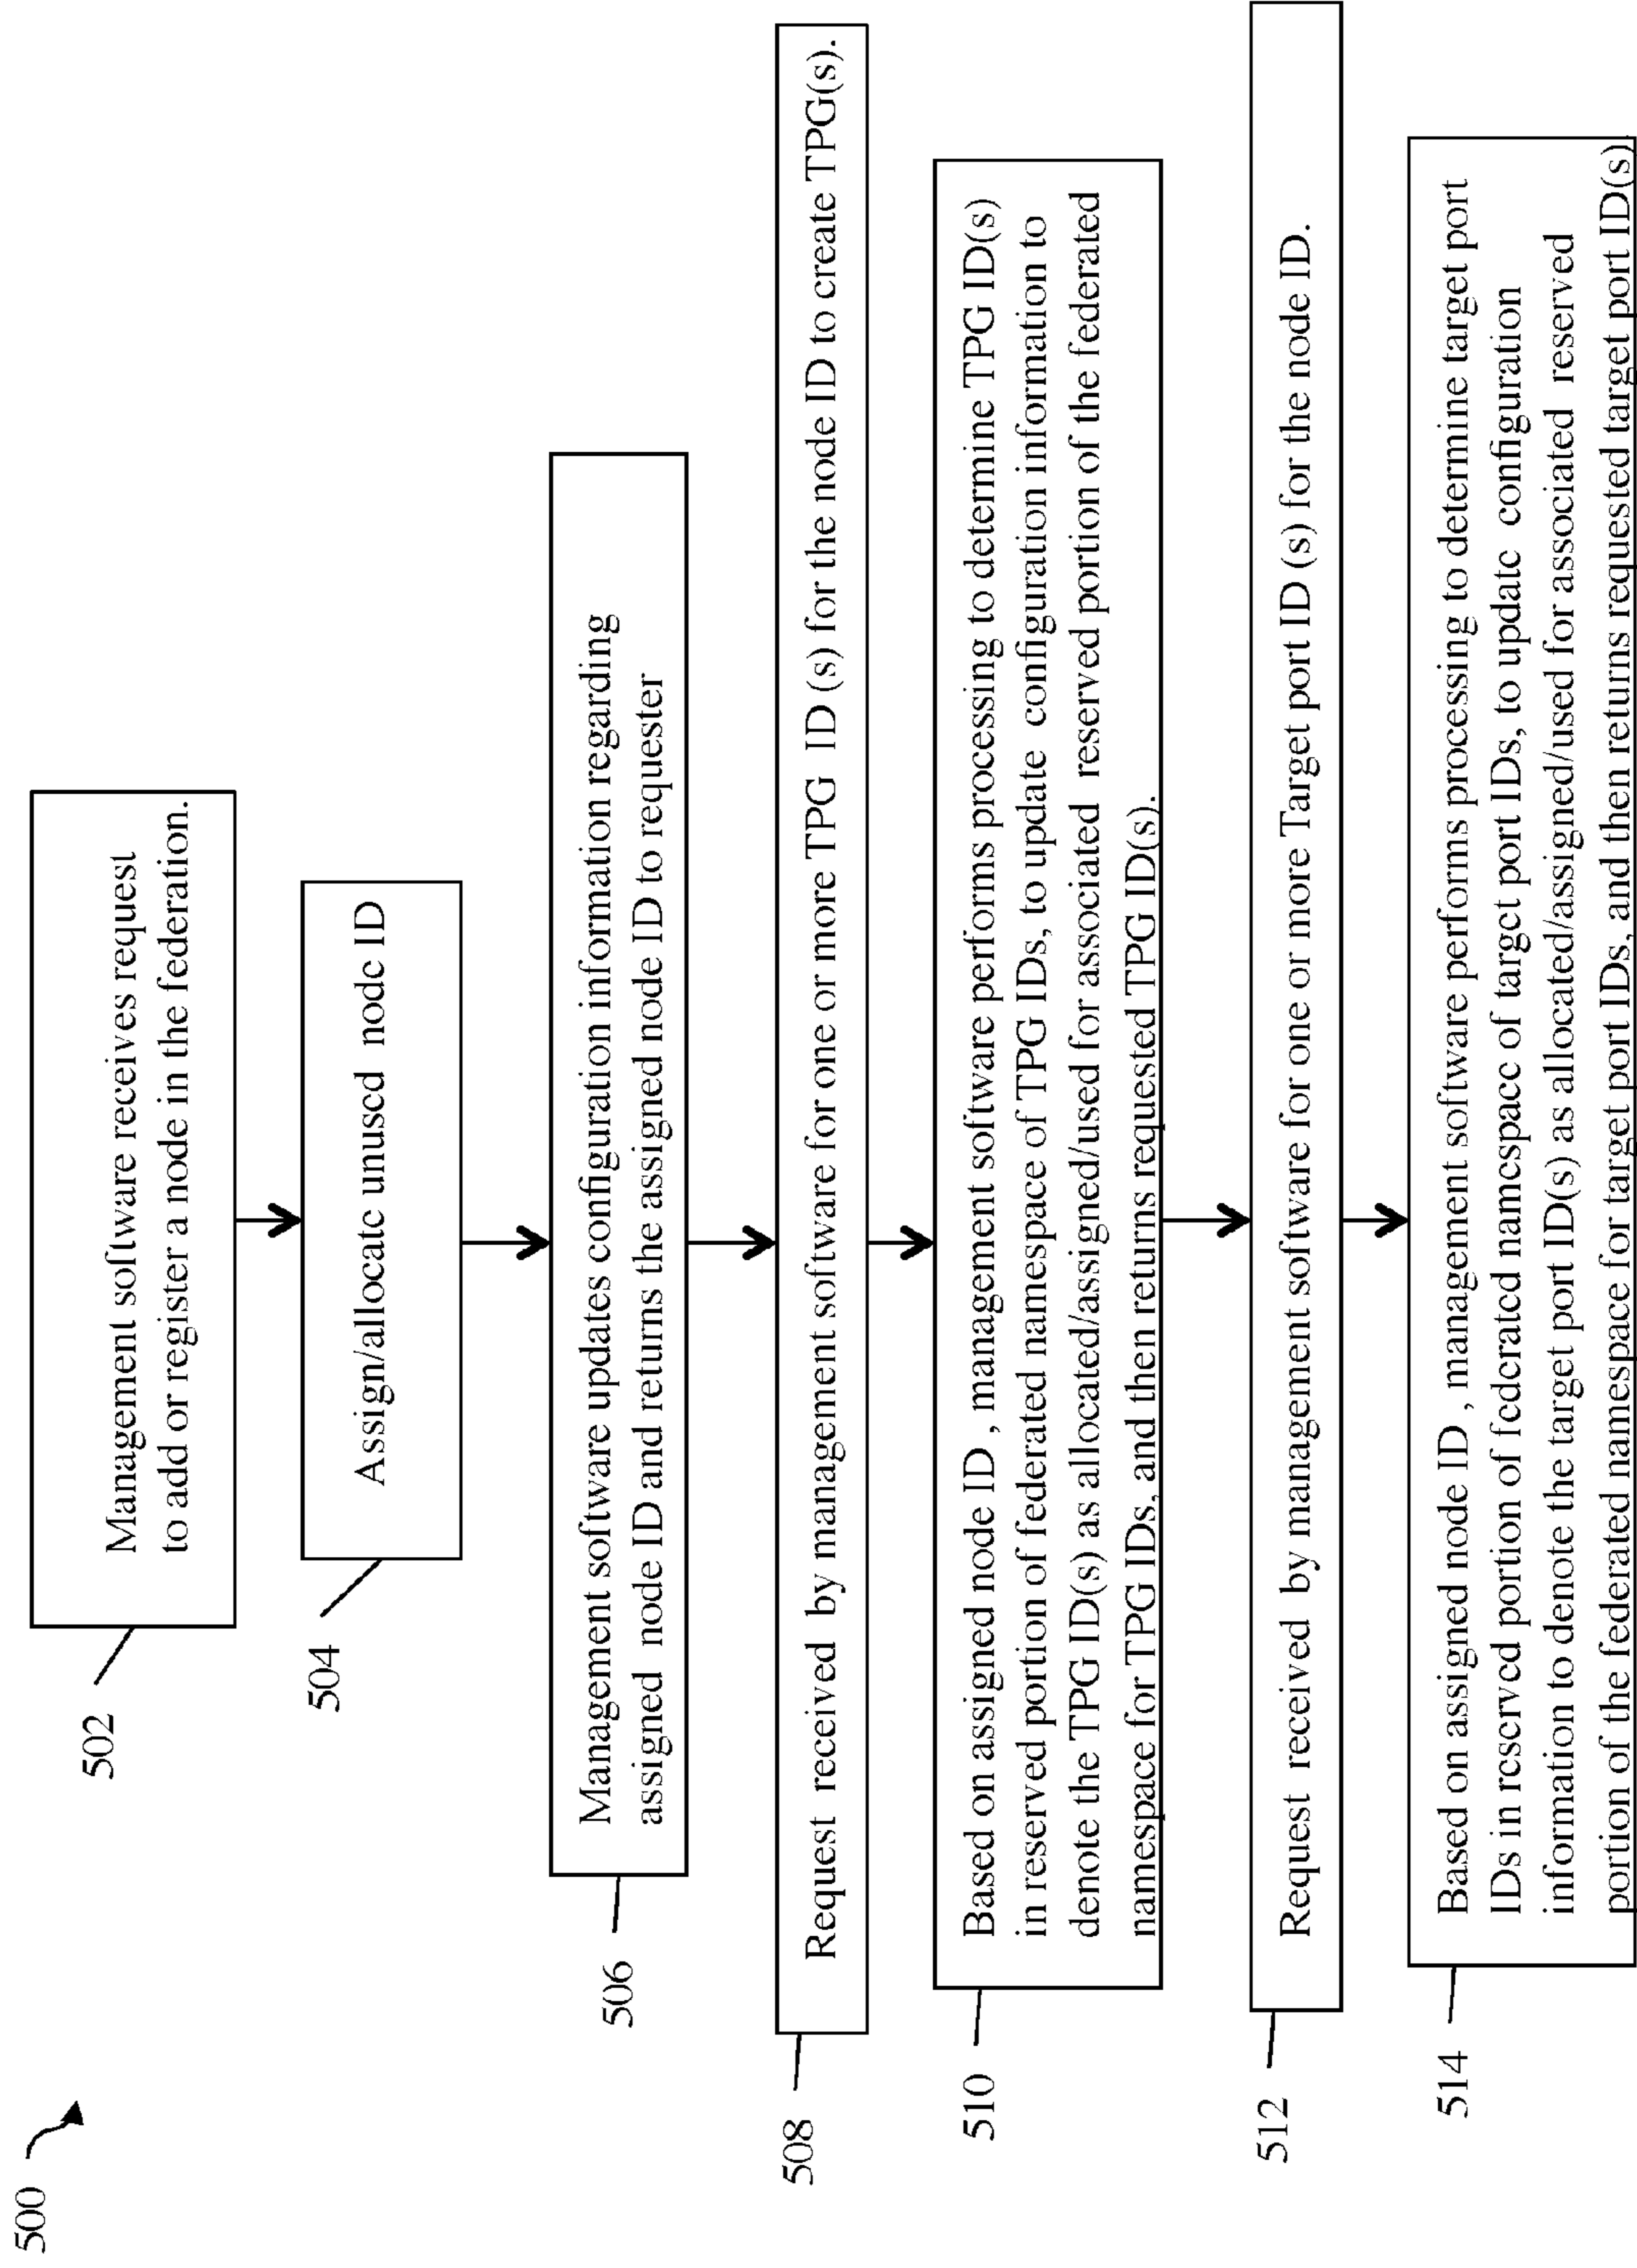 500
502
Management software receives request
to add or register a node in the federation.
504
Assign/allocate unused node ID
506
Management software updates configuration information regarding
assigned node ID and returns the assigned node ID to requester
508
Request received by management software for one or more TPG ID (s) for the node ID to create TPG(s).
510
Based on assigned node ID , management software performs processing to determine TPG ID(s)
in reserved portion of federated namespace of TPG IDs, to update configuration information to
denote the TPG ID(s) as allocated/assigned/used for associated reserved portion of the federated
namespace for TPG IDs, and then returns requested TPG ID(s).
512
Request received by management software for one or more Target port ID (s) for the node ID.
514
Based on assigned node ID , management software performs processing to determine target port
IDs in reserved portion of federated namespace of target port IDs, to update configuration
information to denote the target port ID(s) as allocated/assigned/used for associated reserved
portion of the federated namespace for target port IDs, and then returns requested target port ID(s).